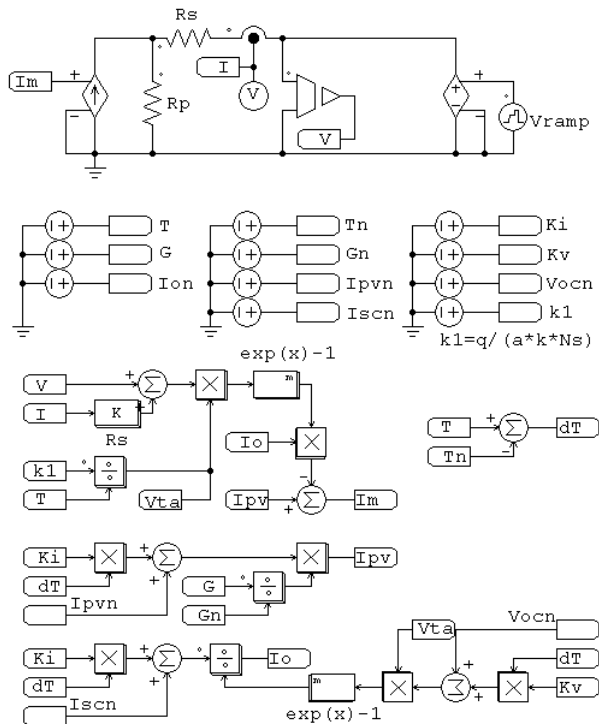 Rs
Im
I
Rp
V
Vramp
V
T
Tn
Ki
G
Gn
Kv
Ion
Ipvn
Vocn
Iscn
k1
exp(x)-1
k1=q/(a*k*Ns)
V
m
I
K
Rs
Io
T
dT
Tn
k1
T
Vta
Ipv
Im
Ki
Ipv
dT
G
Ipvn
Gn
Vocn
Vta
Ki
Io
dT
dT
m
Kv
Iscn
exp(x)-1